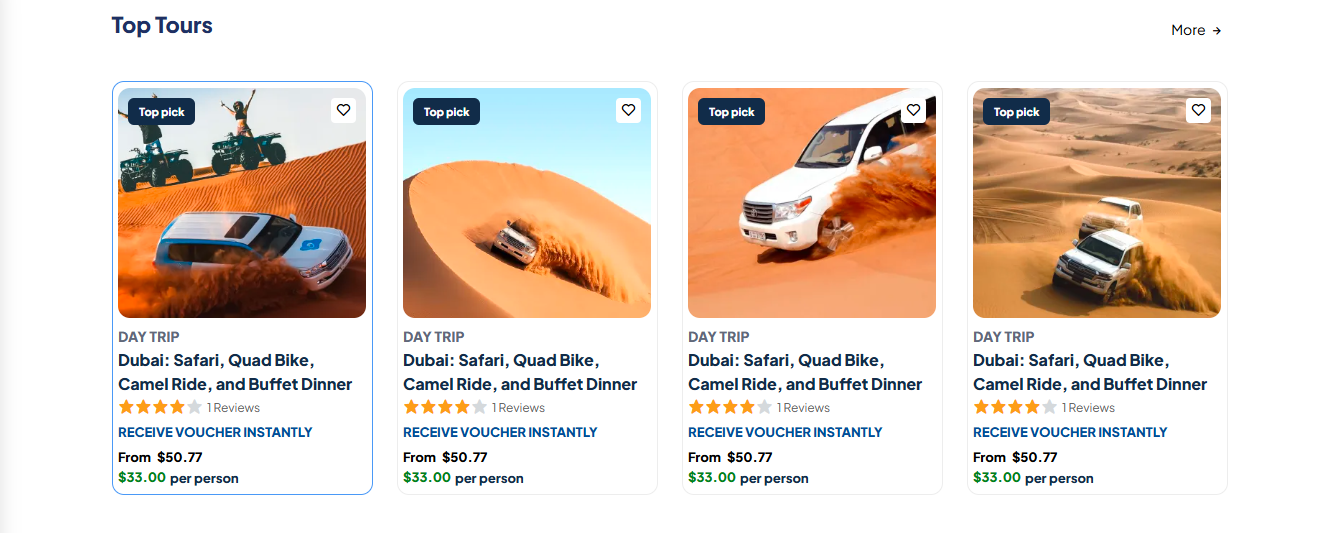 Top Tours
More →
Top pick
DAY TRIP
Dubai: Safari, Quad Bike,
Camel Ride, and Buffet Dinner
1 Reviews
RECEIVE VOUCHER INSTANTLY
From $50.77
$33.00 per person
Top pick
DAY TRIP
Dubai: Safari, Quad Bike,
Camel Ride, and Buffet Dinner
1 Reviews
RECEIVE VOUCHER INSTANTLY
From $50.77
$33.00 per person
Top pick
DAY TRIP
Dubai: Safari, Quad Bike,
Camel Ride, and Buffet Dinner
1 Reviews
RECEIVE VOUCHER INSTANTLY
From $50.77
$33.00 per person
Top pick
DAY TRIP
Dubai: Safari, Quad Bike,
Camel Ride, and Buffet Dinner
1 Reviews
RECEIVE VOUCHER INSTANTLY
From $50.77
$33.00 per person